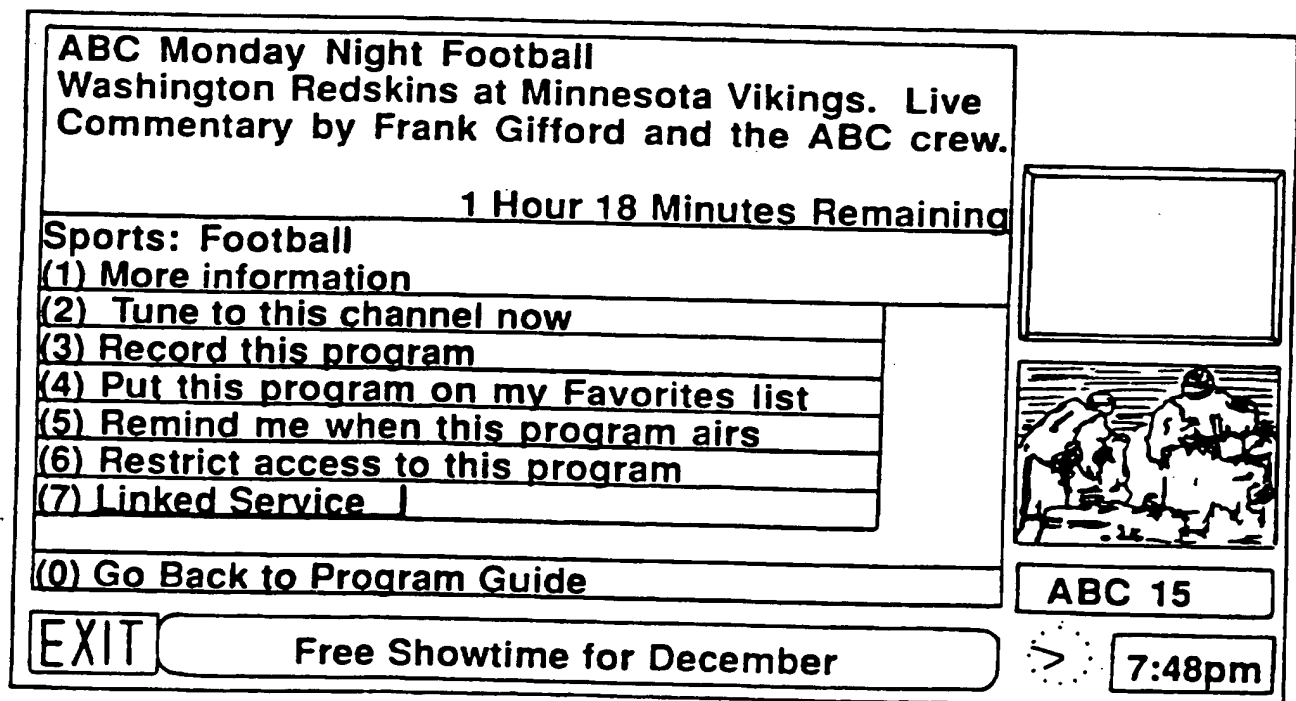 ABC Monday Night Football
Washington Redskins at Minnesota Vikings. Live
Commentary by Frank Gifford and the ABC crew.
1 Hour 18 Minutes Remaining
Sports: Football
(1) More information
(2) Tune to this channel now
(3) Record this program
(4) Put this program on my Favorites list
(5) Remind me when this program airs
(6) Restrict access to this program
(7) Linked Service
(0) Go Back to Program Guide
ABC 15
EXIT
Free Showtime for December
7:48pm